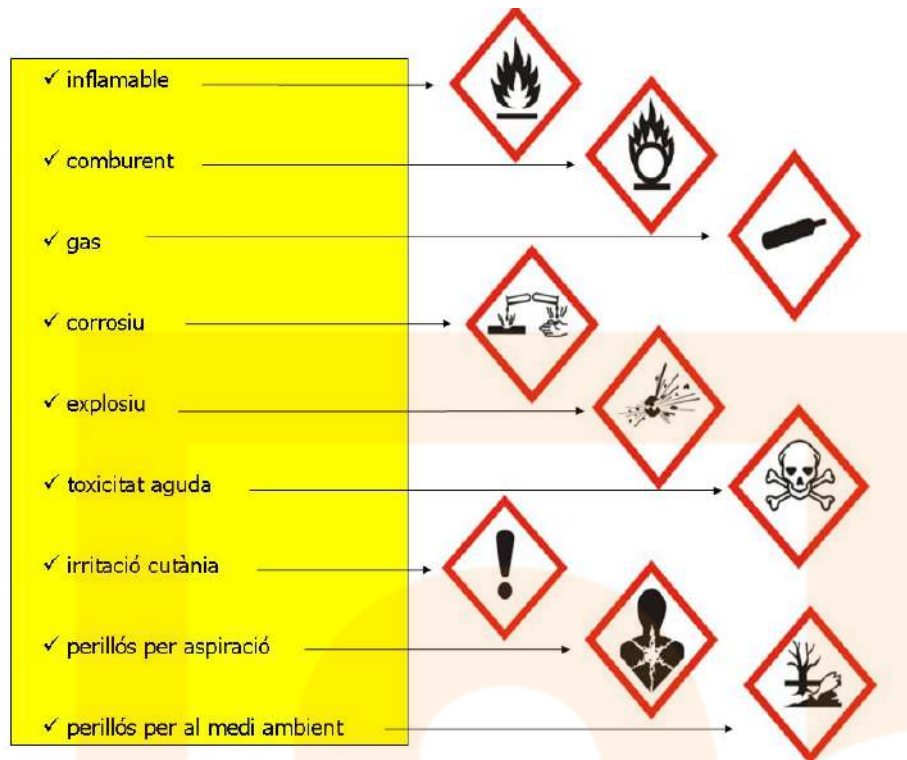 ✓ inflamable
✓ comburent
✓ gas
✓ corrosiu
✓ explosiu
✓ toxicitat aguda
✓ irritació cutània
✓ perillós per aspiració
✓ perillós per al medi ambient